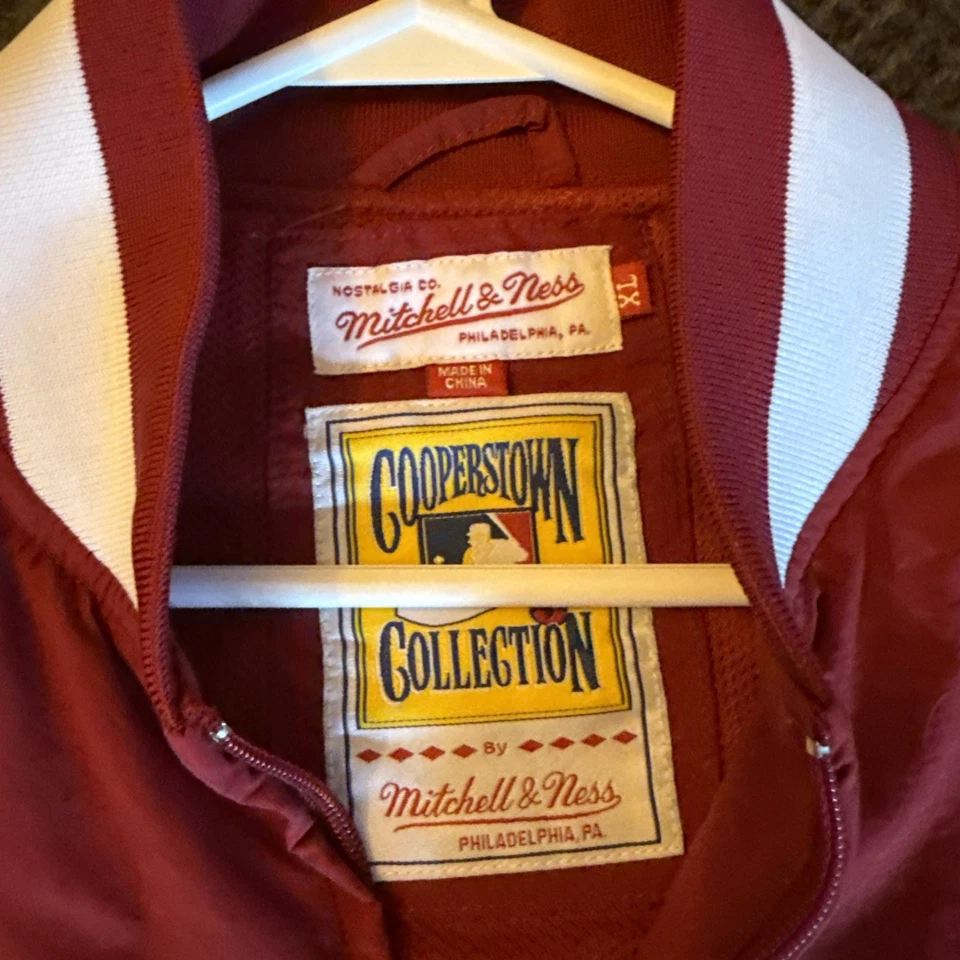 NOSTALGIA CO.
Mitchell & Ness
PHILADELPHIA, PA.
XL
MADE IN
CHINA
COOPERSTOWN
COLLECTION
By
Mitchell & Ness
PHILADELPHIA, PA.